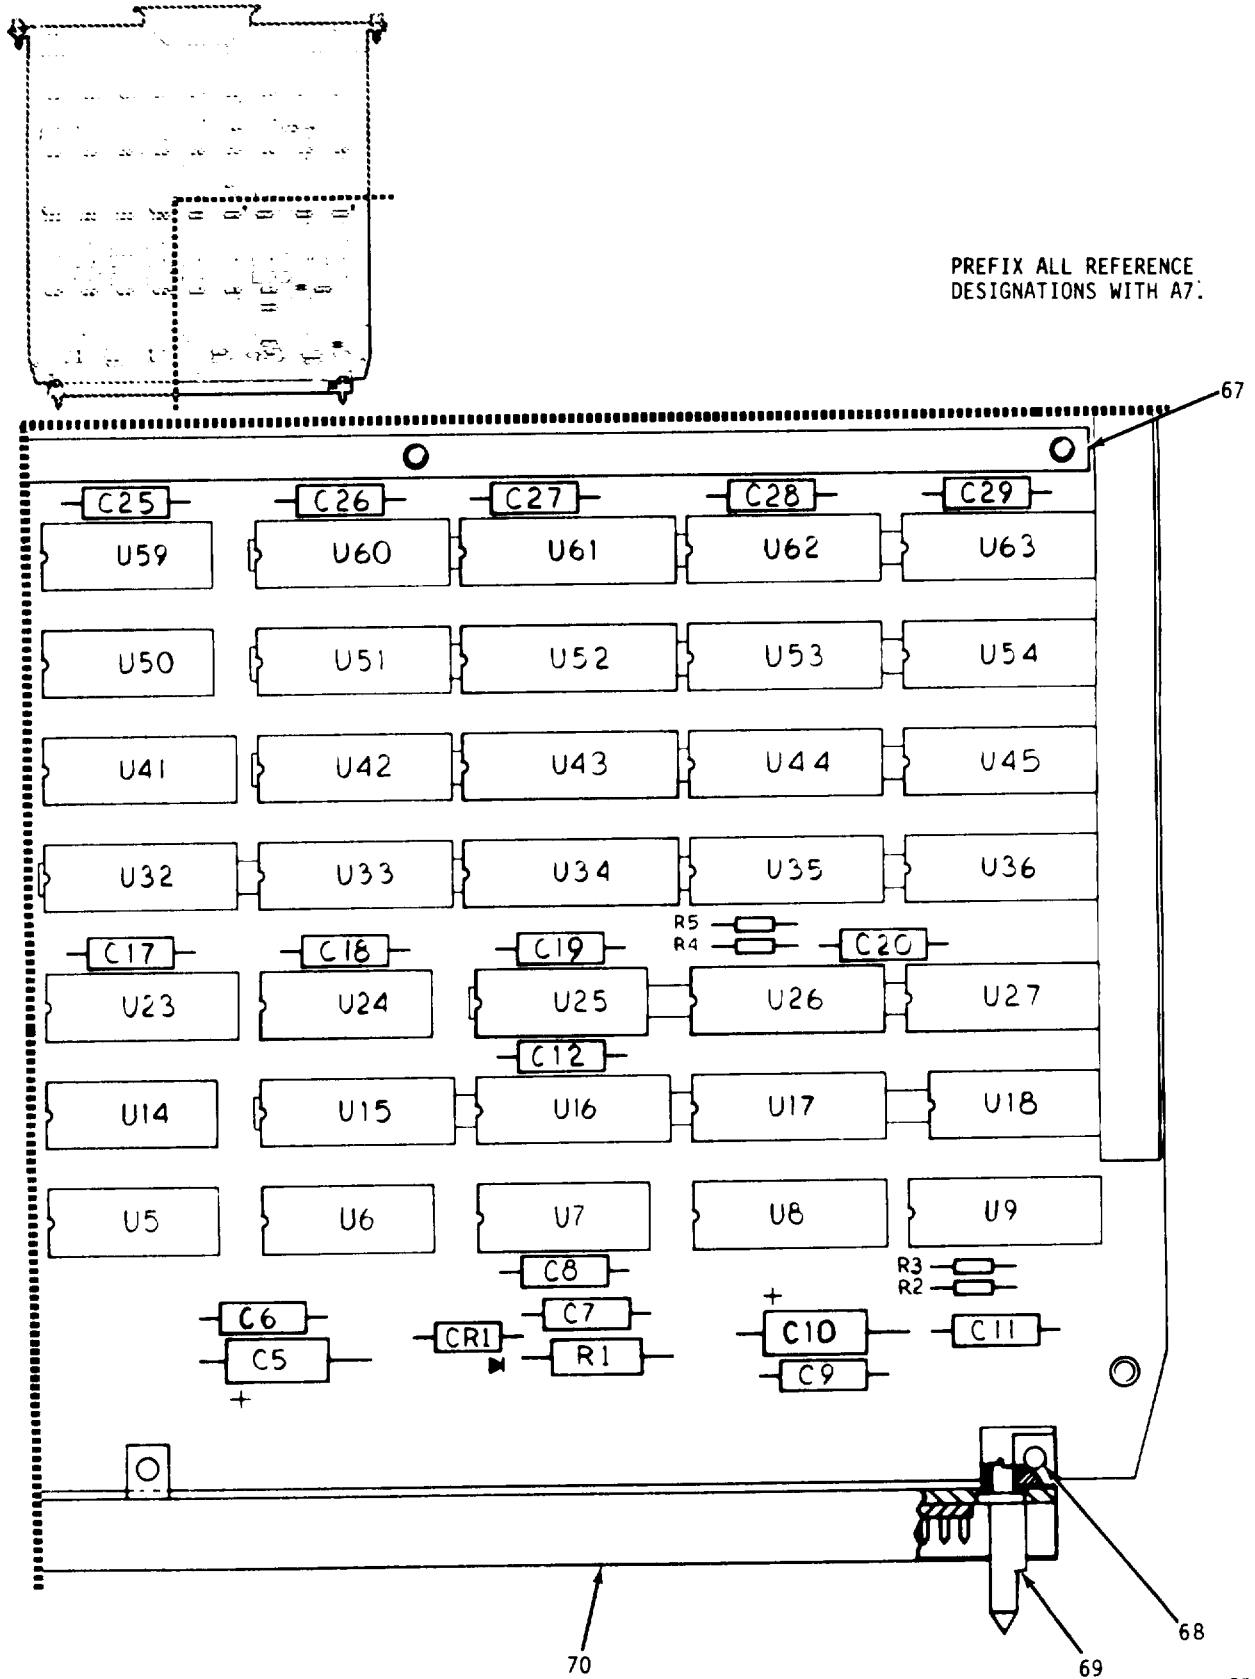 PREFIX ALL REFERENCE
DESIGNATIONS WITH A7.
67
C25 C26 C27 C28 C29
U59 U60 U61 U62 U63
U50 U51 U52 U53 U54
U41 U42 U43 U44 U45
U32 U33 U34 U35 U36
R5
R4
C17 C18 C19 C20
U23 U24 U25 U26 U27
C12
U14 U15 U16 U17 U18
U5 U6 U7 U8 U9
C8
R3
R2
C6 C7
+
CR1 C10 C11
C5 R1
C9
+
68
70 69